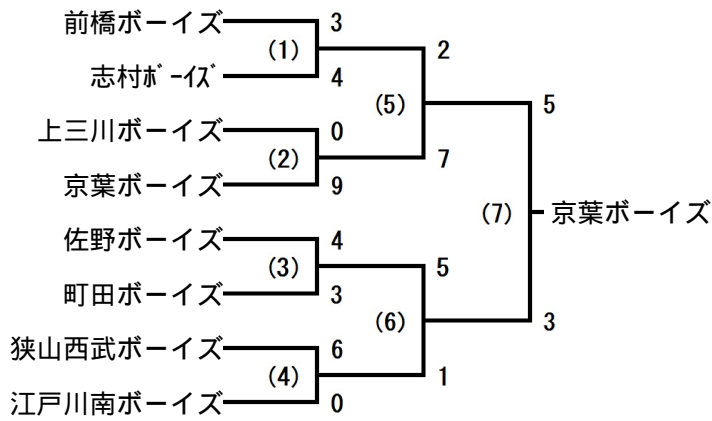 前橋ボーイズ 3
(1) 2
志村ﾎﾞｰｲｽﾞ 4
(5) 5
上三川ボーイズ 0
(2) 7
京葉ボーイズ 9
(7) 京葉ボーイズ
佐野ボーイズ 4
(3) 5
町田ボーイズ 3
(6) 3
狭山西武ボーイズ 6
(4) 1
江戸川南ボーイズ 0